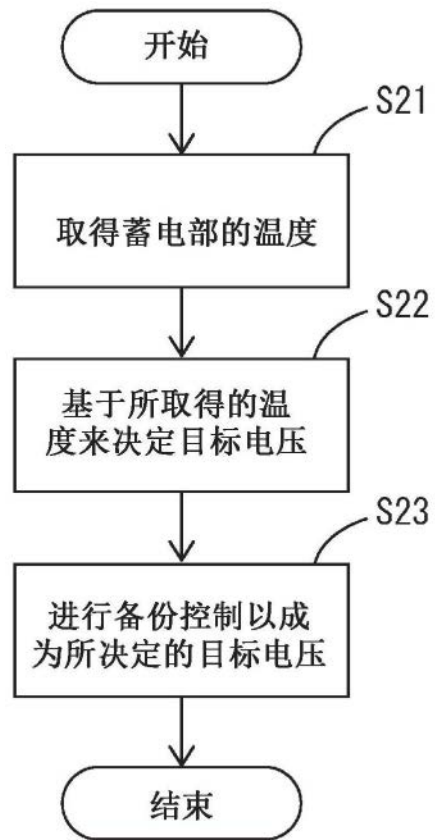 开始
S21
取得蓄电部的温度
S22
基于所取得的温
度来决定目标电压
S23
进行备份控制以成
为所决定的目标电压
结束